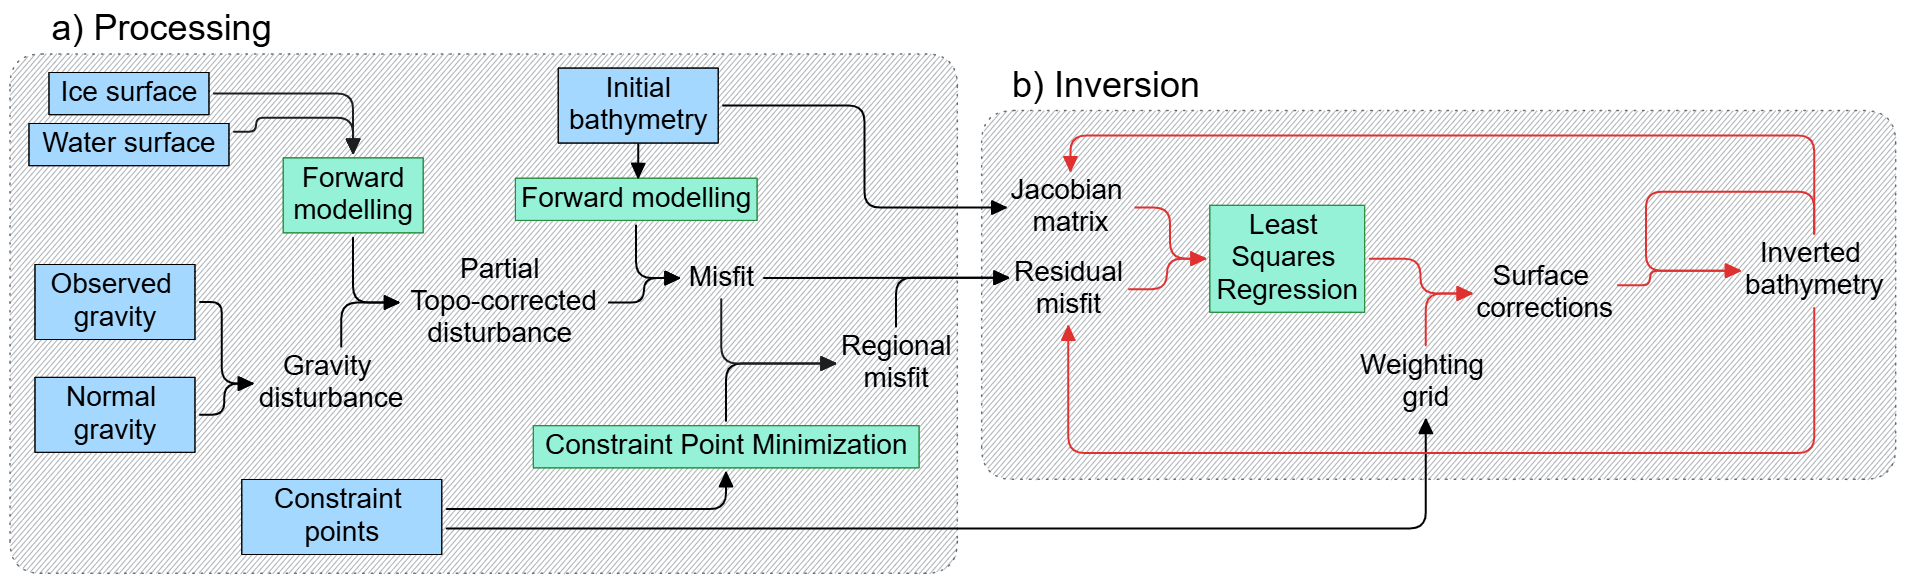 a) Processing
Ice surface
Water surface
Initial
bathymetry
Forward
modelling
Forward modelling
Observed
gravity
Partial
Topo-corrected
disturbance
Misfit
Gravity
disturbance
Regional
misfit
Normal
gravity
Constraint Point Minimization
Constraint
points
b) Inversion
Jacobian
matrix
Residual
misfit
Least
Squares
Regression
Surface
corrections
Inverted
bathymetry
Weighting
grid